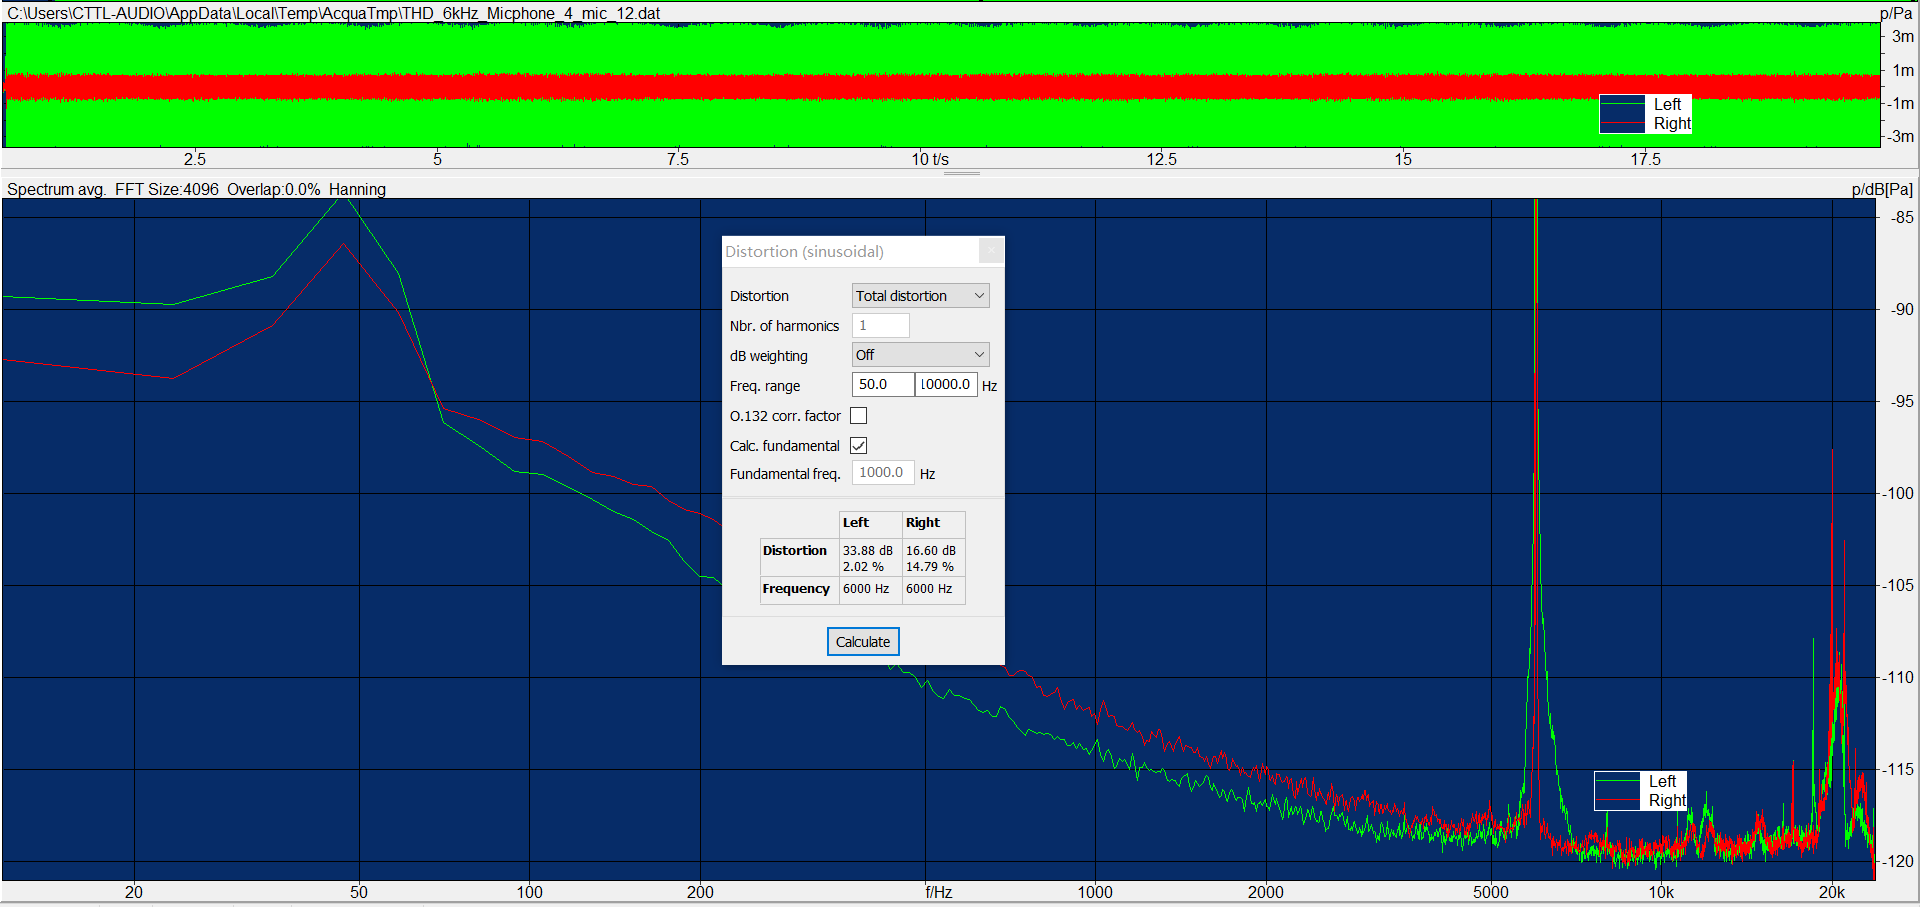 C:\Users\CTTL-AUDIO\AppData\Local\Temp\AcquaTmp\THD_6kHz_Micphone_4_mic_12.dat
p/Pa
3m
1m
-1m
-3m
Left
Right
2.5 5 7.5 10 t/s 12.5 15 17.5
Spectrum avg. FFT Size:4096 Overlap:0.0% Hanning
p/dB[Pa]
-85
-90
-95
-100
-105
-110
-115
-120
Distortion (sinusoidal)
Distortion Total distortion
Nbr. of harmonics 1
dB weighting Off
Freq. range 50.0 10000.0 Hz
O.132 corr. factor
Calc. fundamental
Fundamental freq. 1000.0 Hz
Left Right
Distortion 33.88 dB 16.60 dB
2.02 % 14.79 %
Frequency 6000 Hz 6000 Hz
Calculate
Left
Right
20 50 100 200 f/Hz 1000 2000 5000 10k 20k